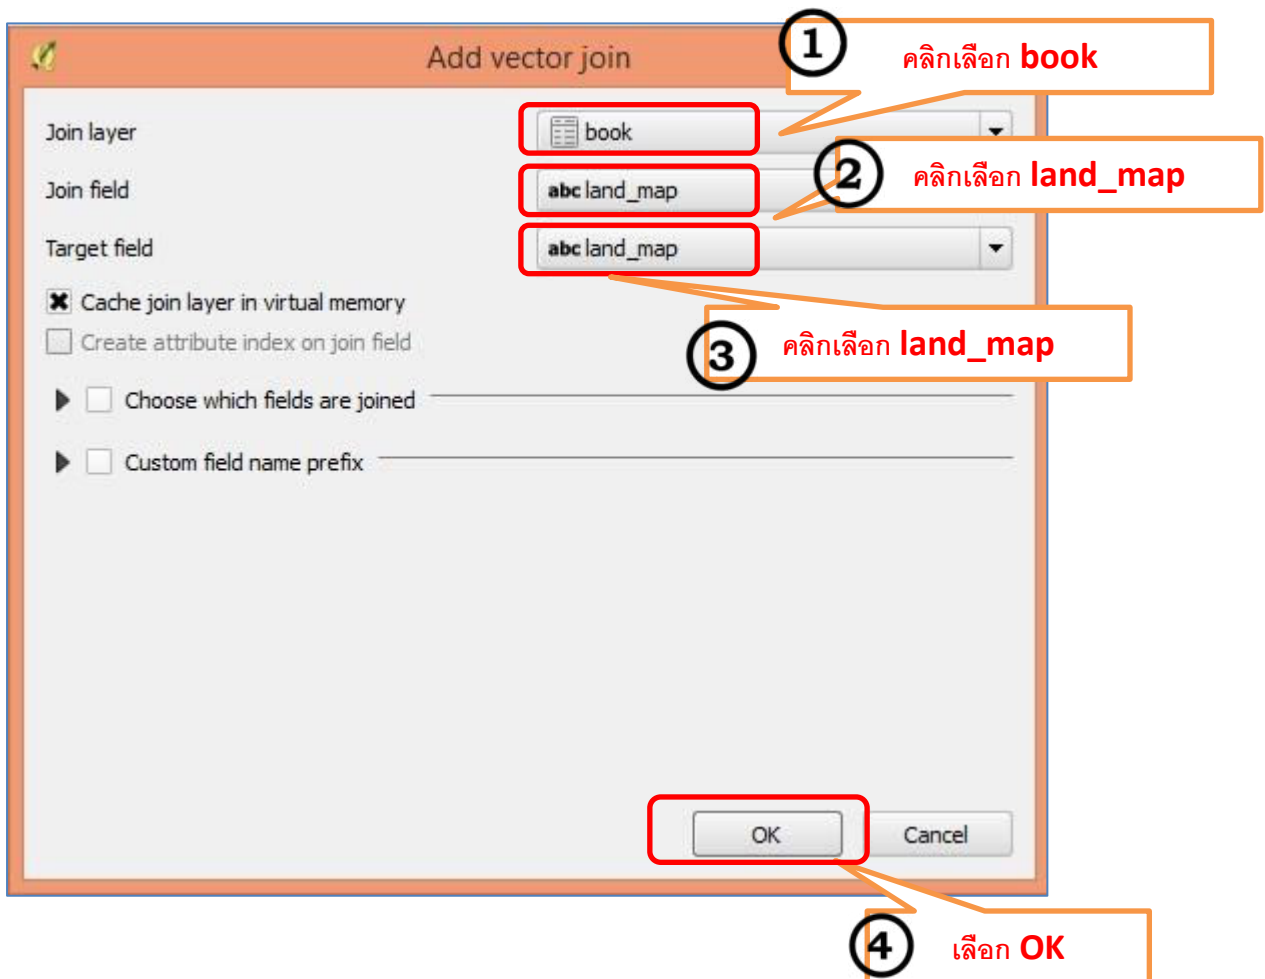 Add vector join
1
คลิกเลือก book
Join layer
book
2
คลิกเลือก land_map
Join field
abc land_map
Target field
abc land_map
Cache join layer in virtual memory
Create attribute index on join field
3
คลิกเลือก land_map
Choose which fields are joined
Custom field name prefix
OK
Cancel
4
เลือก OK